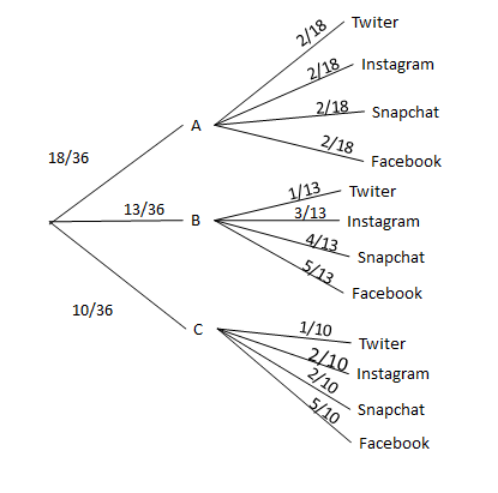 2/18 Twiter
2/18 Instagram
2/18 Snapchat
2/18 Facebook
A
18/36
1/13 Twiter
3/13 Instagram
4/13 Snapchat
5/13 Facebook
13/36 B
10/36
C
1/10 Twiter
2/10 Instagram
2/10 Snapchat
5/10 Facebook